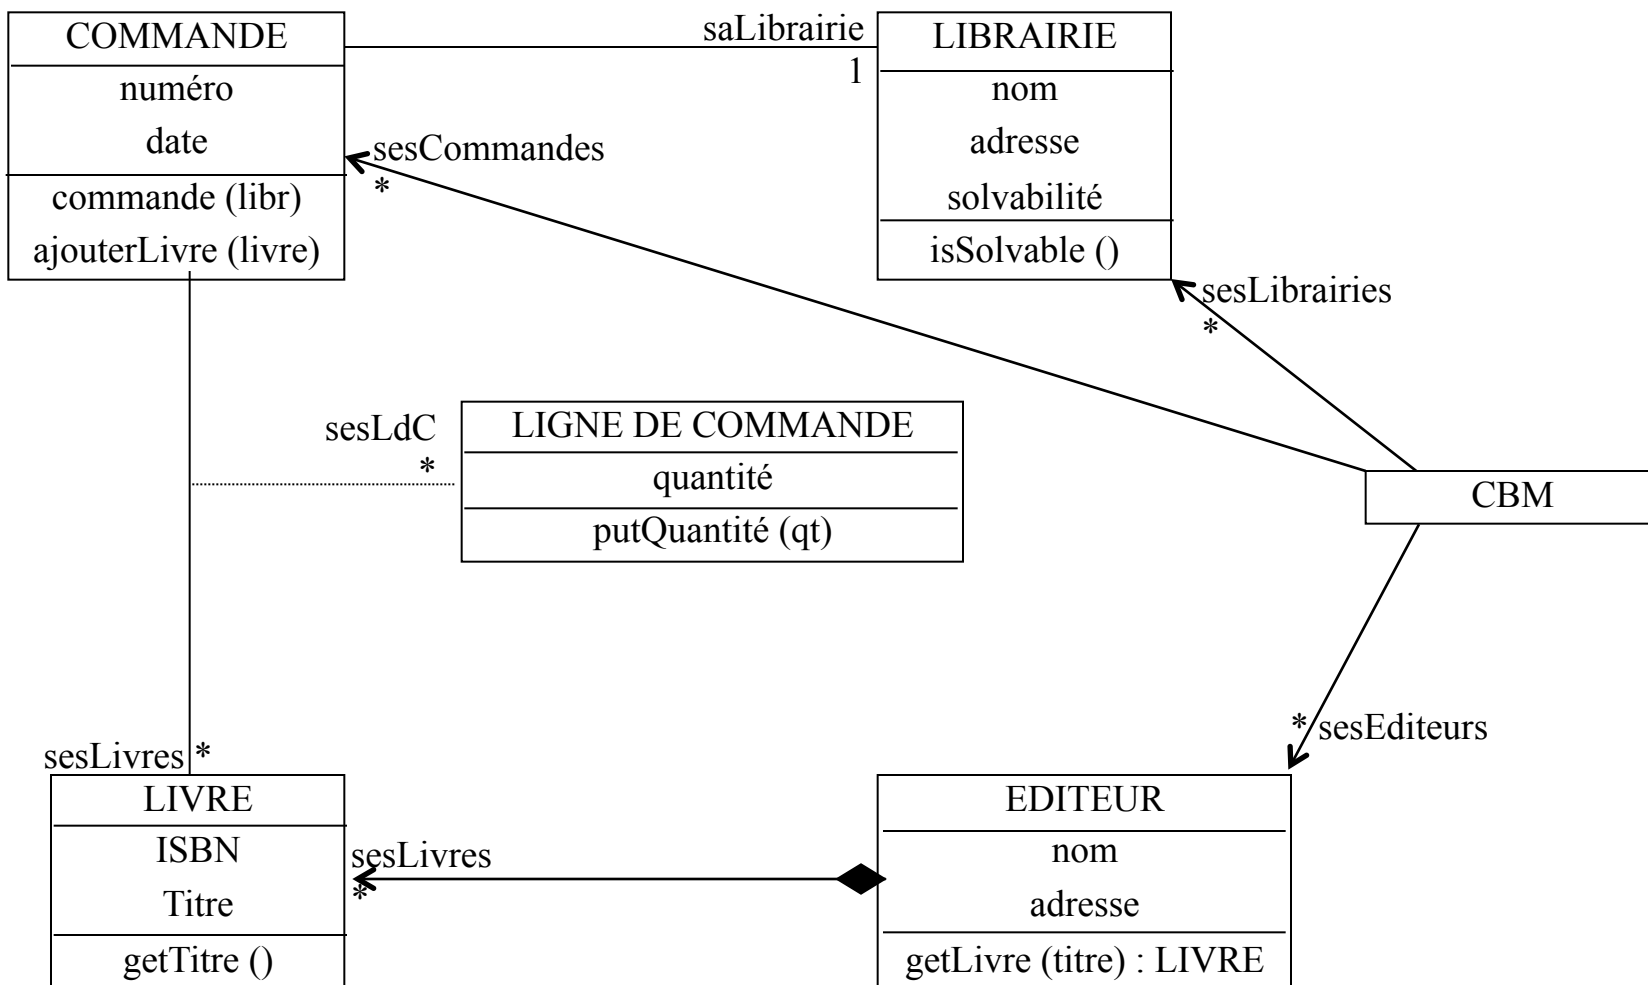 COMMANDE
numéro
date
commande (libr)
ajouterLivre (livre)
saLibrairie
1
LIBRAIRIE
nom
adresse
solvabilité
isSolvable ()
sesCommandes
*
sesLibrairies
*
sesLdC
*
LIGNE DE COMMANDE
quantité
putQuantité (qt)
CBM
* sesEditeurs
sesLivres *
LIVRE
ISBN
Titre
getTitre ()
sesLivres
*
EDITEUR
nom
adresse
getLivre (titre) : LIVRE